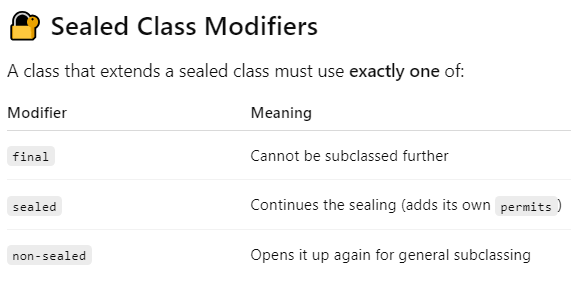 Sealed Class Modifiers
A class that extends a sealed class must use exactly one of:
Modifier Meaning
final Cannot be subclassed further
sealed Continues the sealing (adds its own permits )
non-sealed Opens it up again for general subclassing